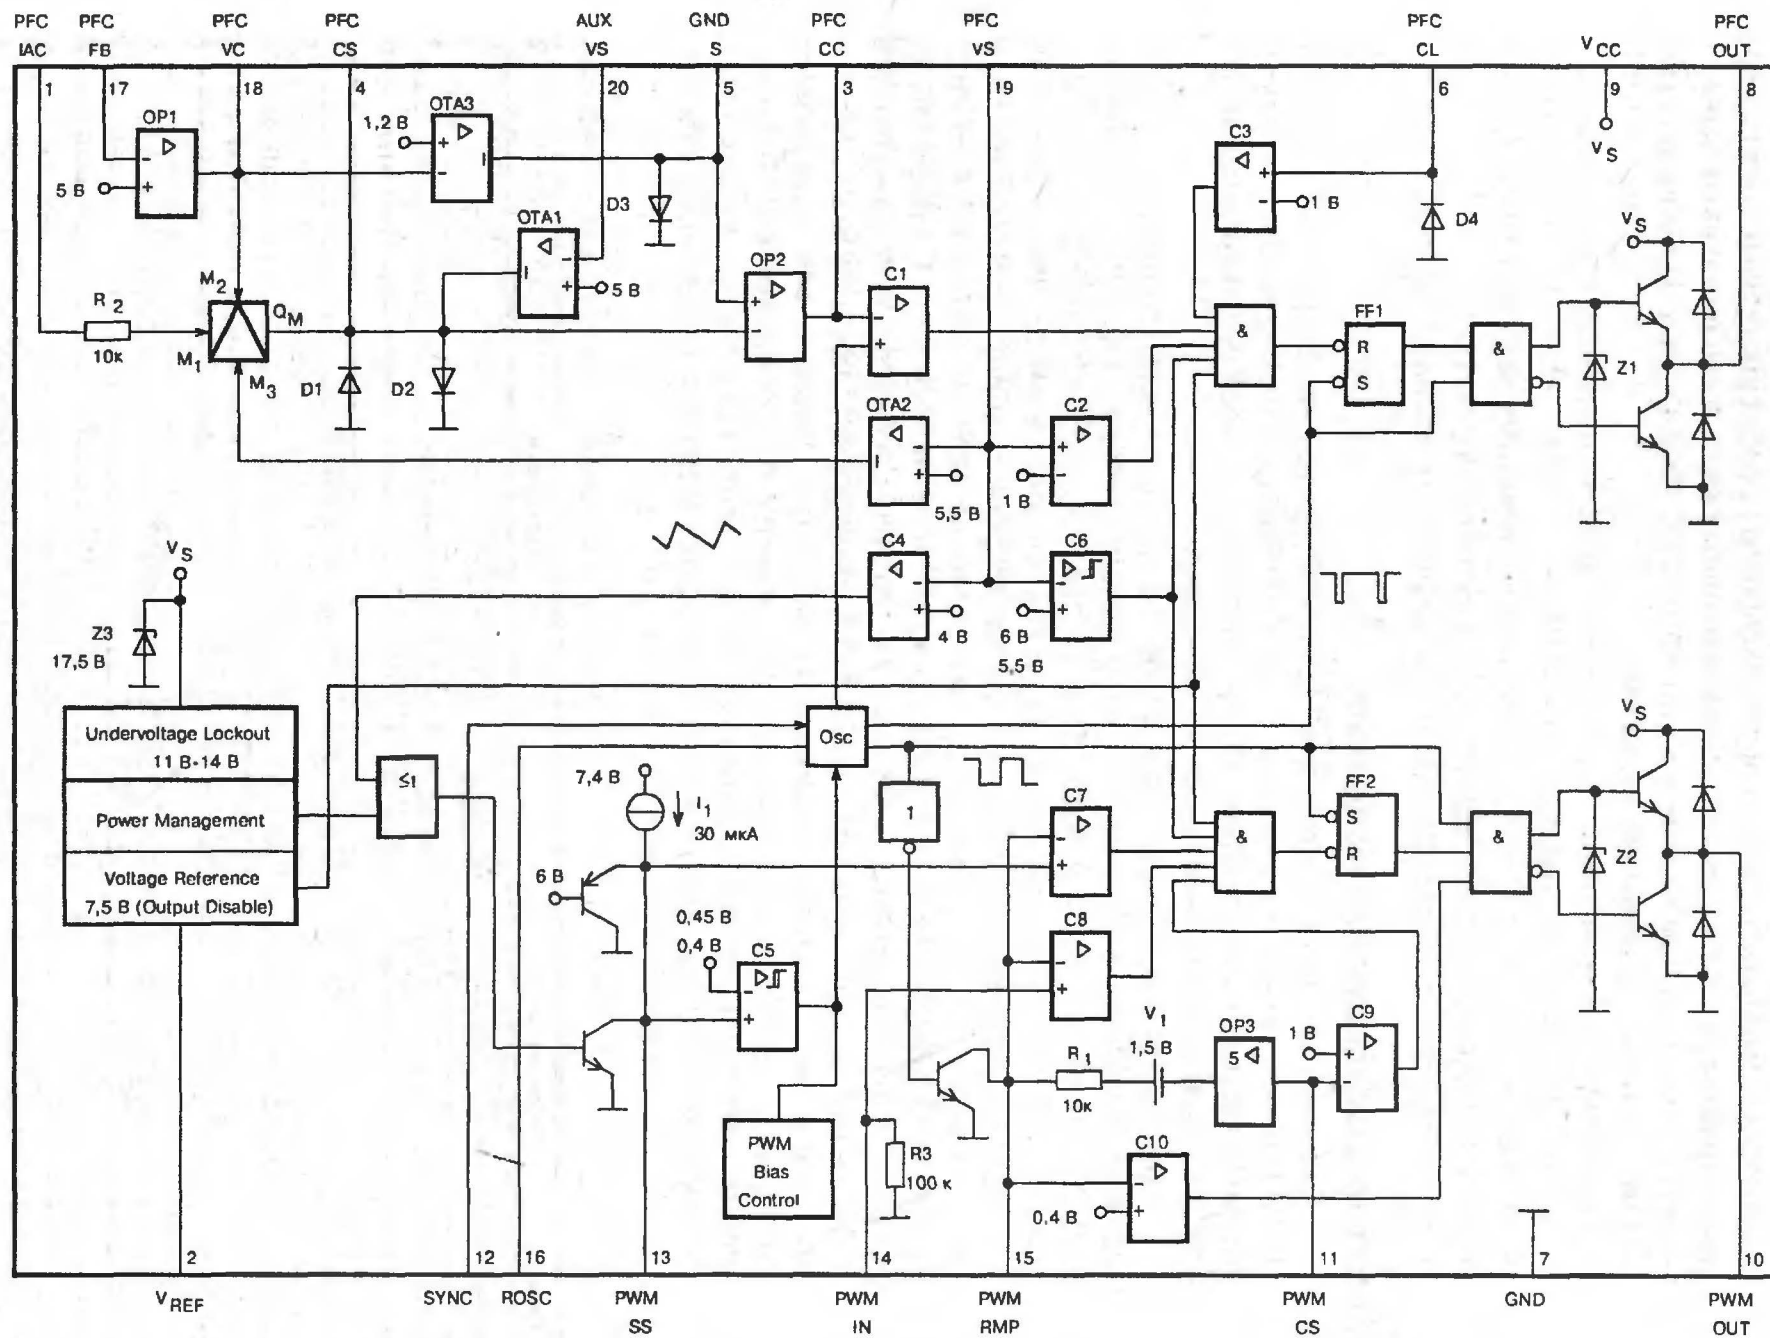 PFC PFC PFC PFC AUX GND PFC PFC PFC PFC
IAC FB VC CS VS S CC VS CL VCC OUT
1 17 18 4 20 5 3 19 6 9 8
OP1
OTA3
1,2 В
5 В
- +
+ -
C3
+ -
1 В
VS
D4
D3
OTA1
- +
5 В
OP2
+ -
C1
- +
VS
M2
R2
10к
M1
QM
M3
D1
D2
&
FF1
R
S
&
Z1
OTA2
- +
5,5 В
C2
+ -
1 В
C4
- +
4 В
C6
- +
6 В
5,5 В
VS
Z3
17,5 В
Undervoltage Lockout
11 В-14 В
Power Management
Voltage Reference
7,5 В (Output Disable)
≤1
Osc
7,4 В
I1
30 мкА
6 В
0,45 В
0,4 В
C5
- +
1
C7
- +
C8
- +
&
FF2
S
R
&
VS
Z2
V1
1,5 В
R1
10к
OP3
5
1 В
C9
+ -
PWM
Bias
Control
R3
100 к
C10
- +
0,4 В
2 12 16 13 14 15 11 7 10
VREF SYNC ROSC PWM PWM PWM PWM GND PWM
SS IN RMP CS OUT